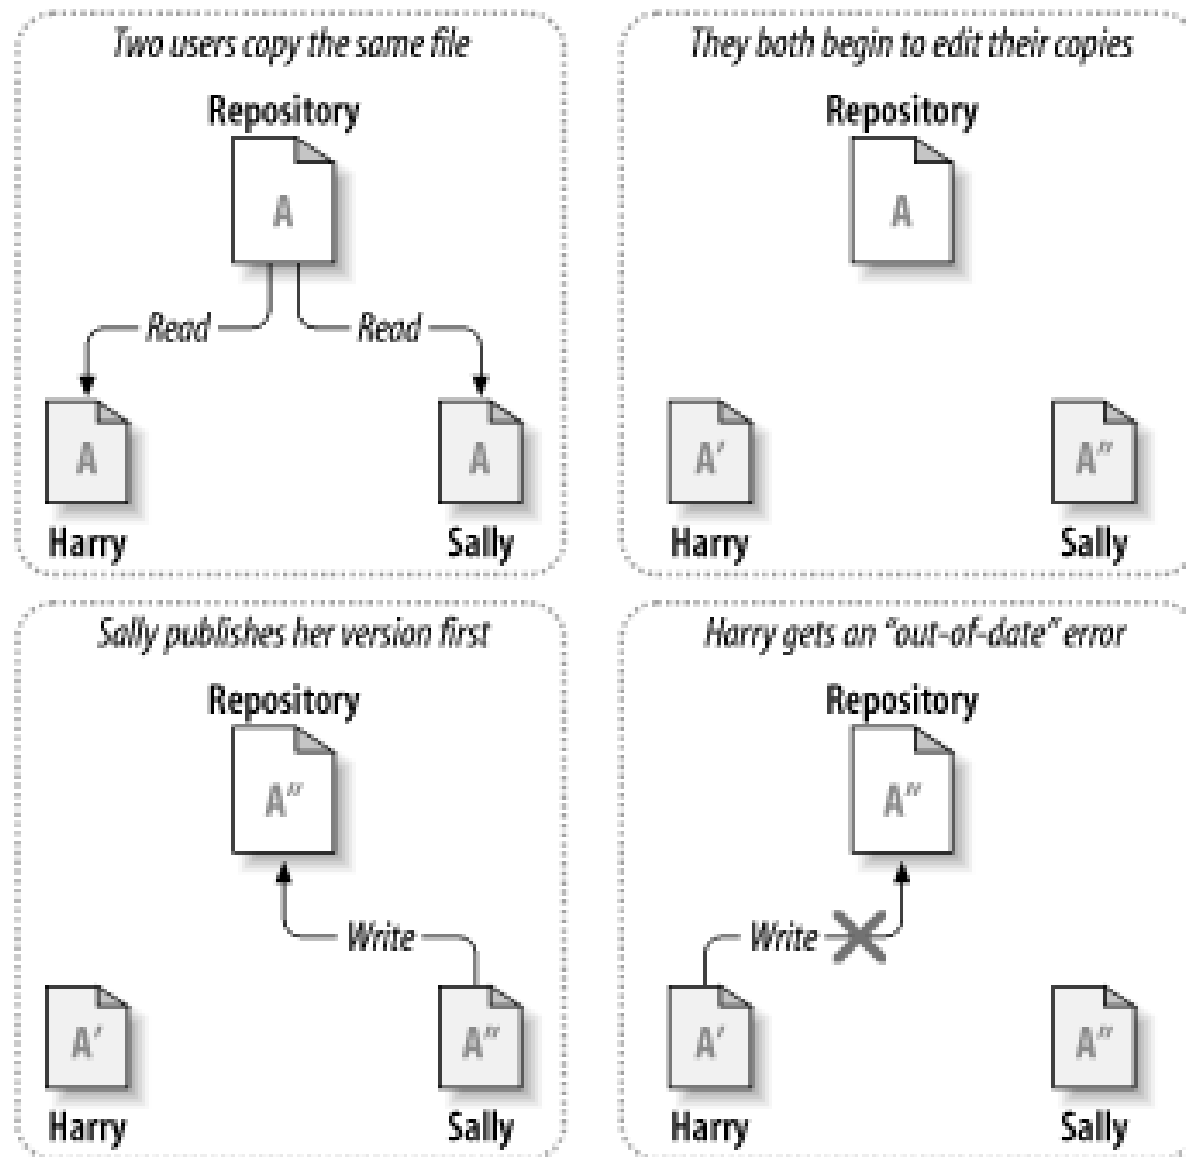 Two users copy the same file
Repository
A
Read
Read
A
A
Harry
Sally
They both begin to edit their copies
Repository
A
A′
A″
Harry
Sally
Sally publishes her version first
Repository
A″
Write
A′
A″
Harry
Sally
Harry gets an “out-of-date” error
Repository
A″
Write
A′
A″
Harry
Sally